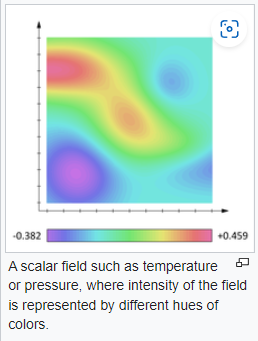 -0.382 +0.459
A scalar field such as temperature
or pressure, where intensity of the field
is represented by different hues of
colors.